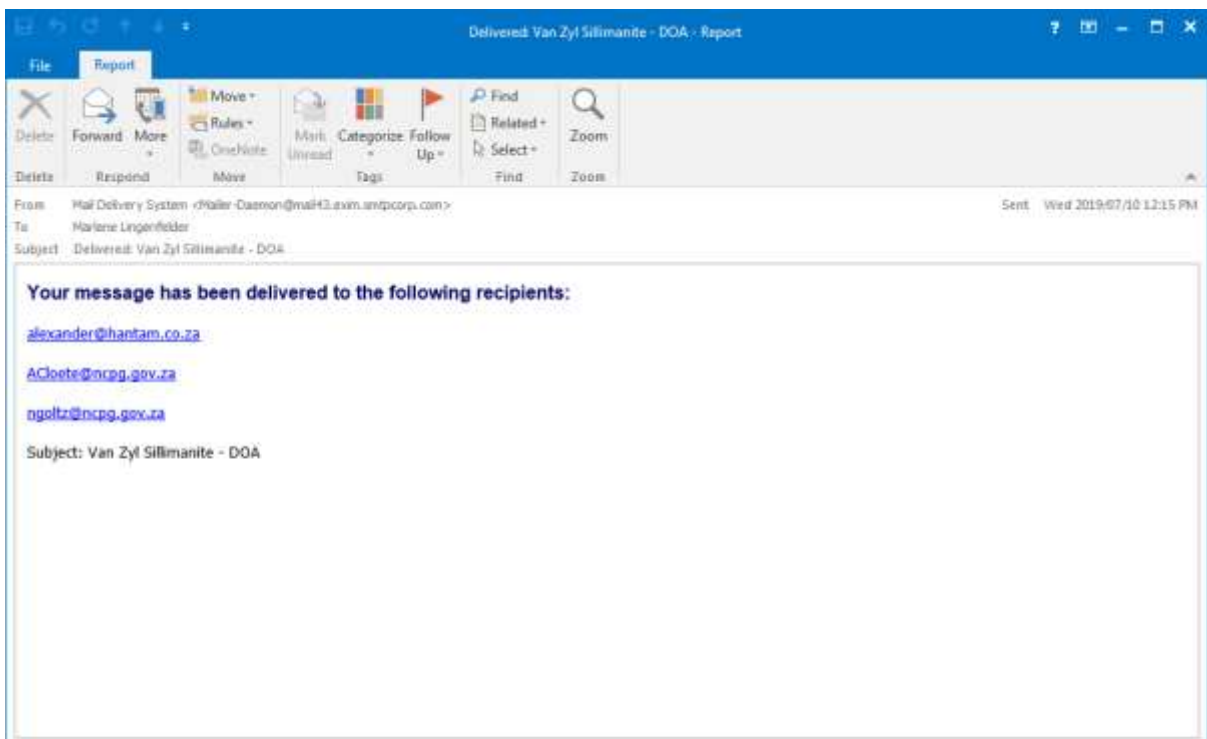 Delivered: Van Zyl Sillimanite - DOA - Report
File Report
Delete Forward More Move Rules OneNote Mark Unread Categorize Follow Up Find Related Select Zoom
Delete Respond Move Tags Find Zoom
From Mail Delivery System <Mailer-Daemon@mail43.exim.smtpcorp.com> Sent Wed 2019/07/10 12:15 PM
To Marlene Lingenfelder
Subject Delivered: Van Zyl Sillimanite - DOA
Your message has been delivered to the following recipients:
alexander@hantam.co.za
ACloete@ncpg.gov.za
ngoltz@ncpg.gov.za
Subject: Van Zyl Sillimanite - DOA